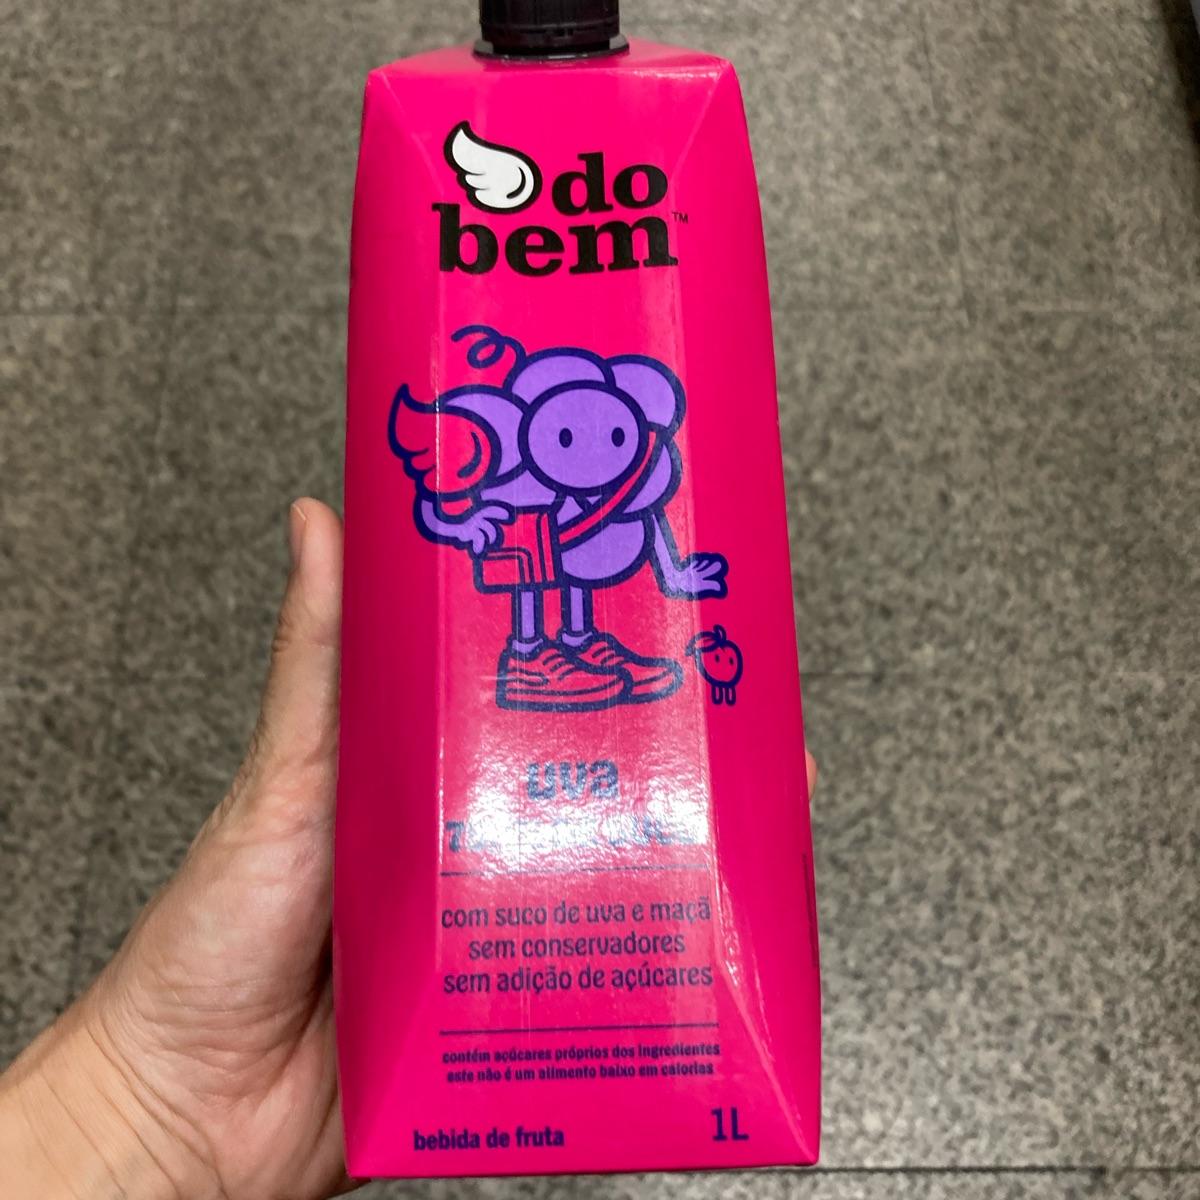 do
bem™
uva
com suco de uva e maçã
sem conservadores
sem adição de açúcares
contém açúcares próprios dos ingredientes
este não é um alimento baixo em calorias
bebida de fruta
1L